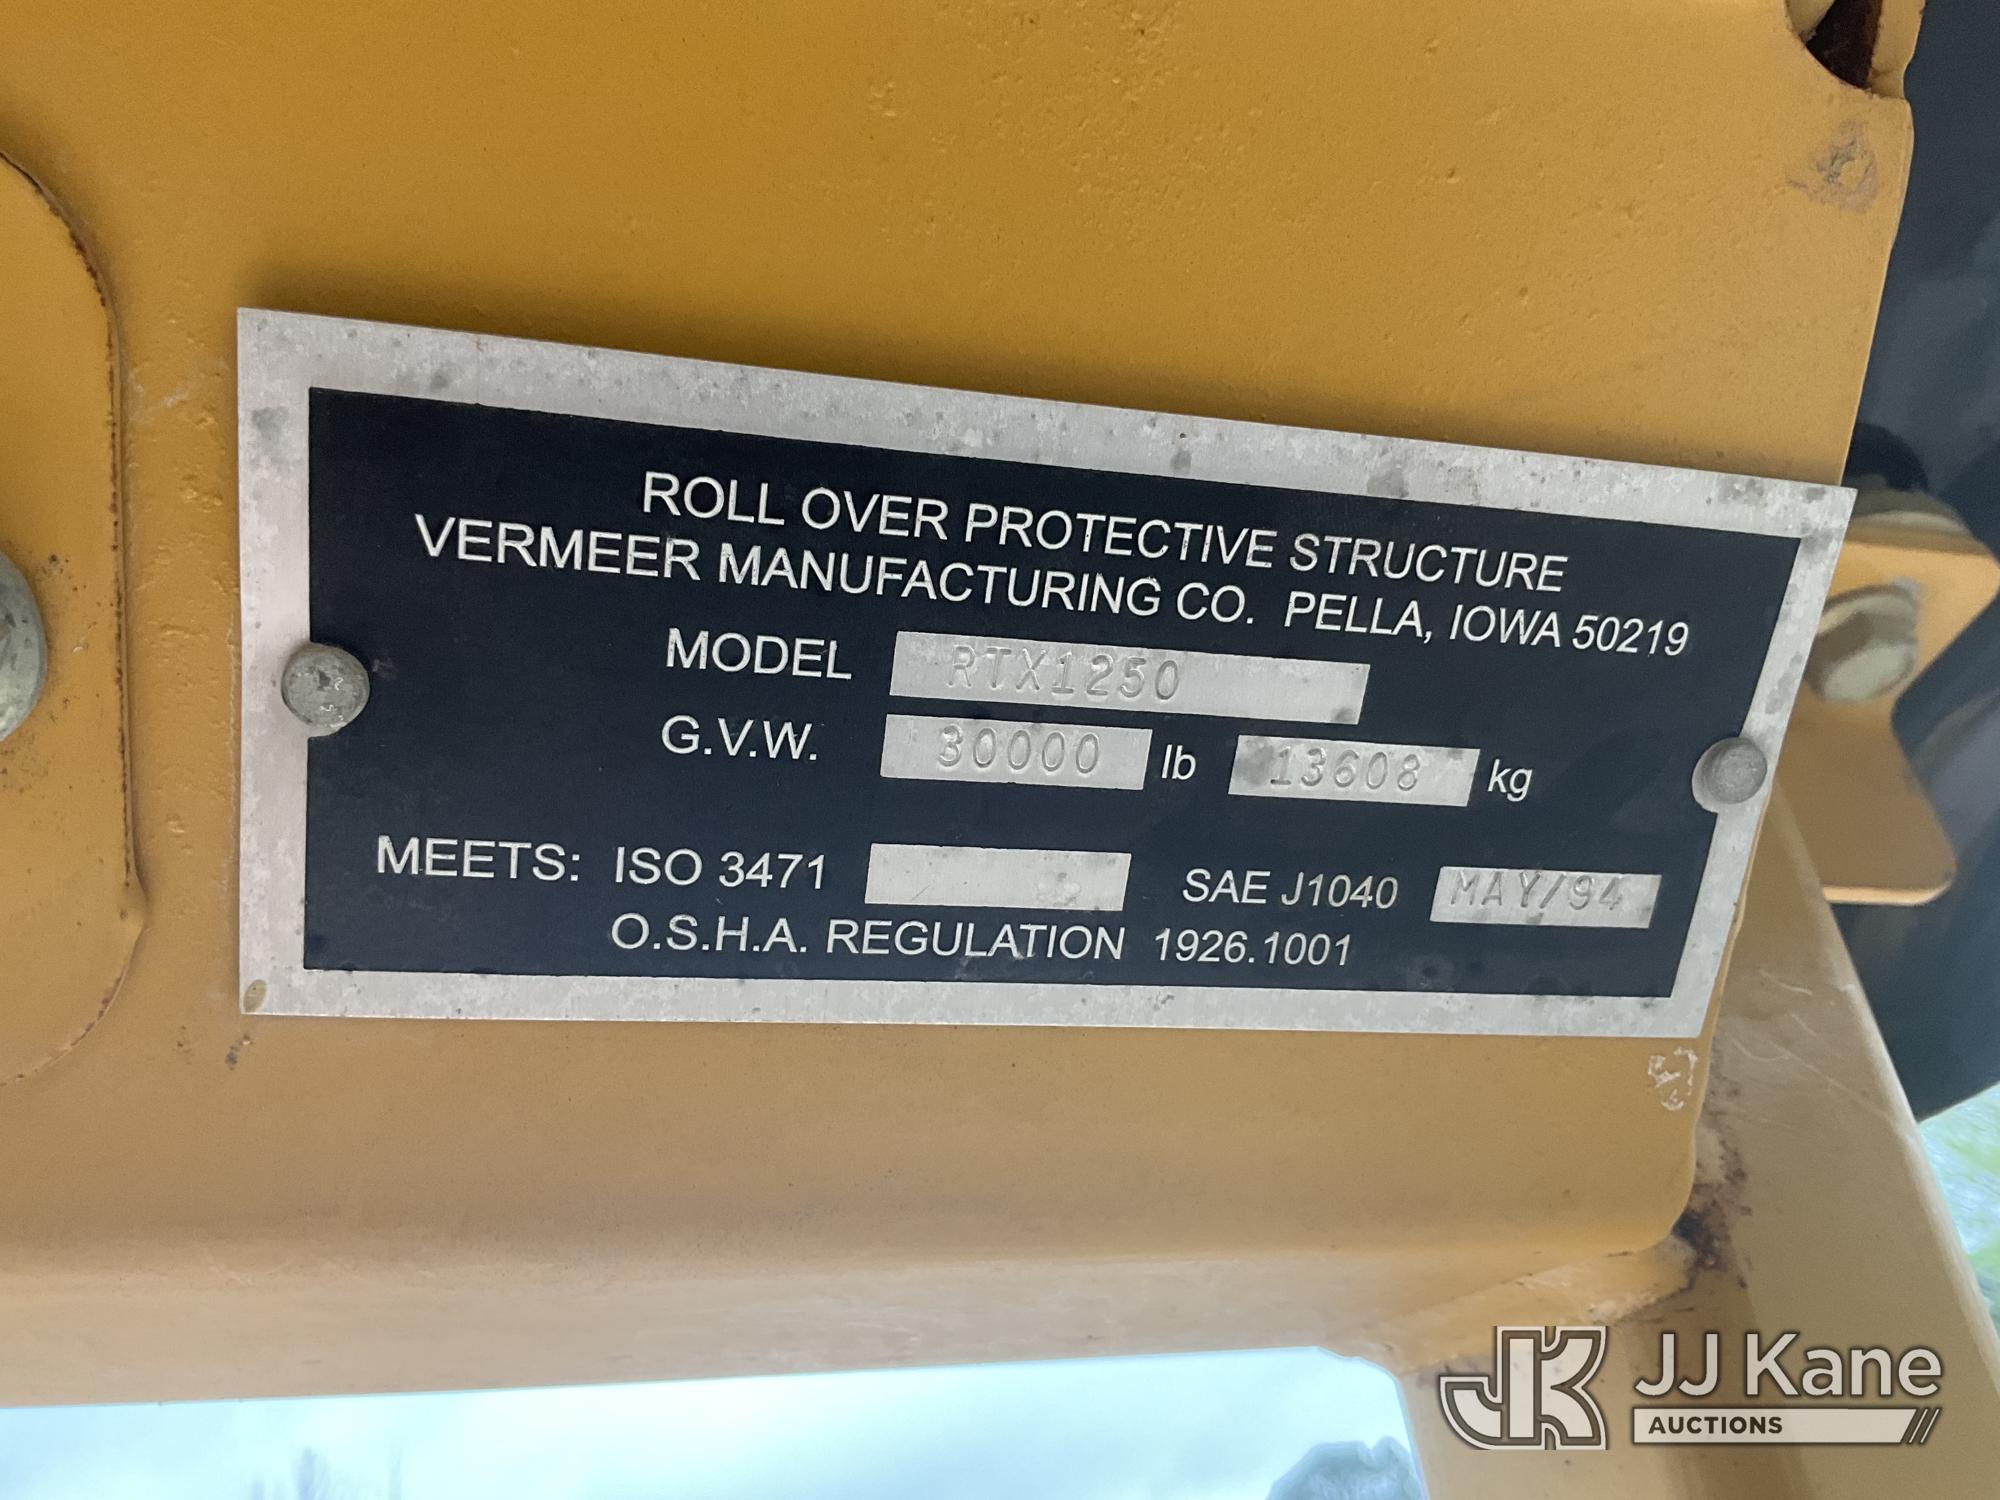 ROLL OVER PROTECTIVE STRUCTURE
VERMEER MANUFACTURING CO. PELLA, IOWA 50219
MODEL RTX1250
G.V.W. 30000 lb 13608 kg
MEETS: ISO 3471 SAE J1040 MAY/94
O.S.H.A. REGULATION 1926.1001
JK JJ Kane
AUCTIONS